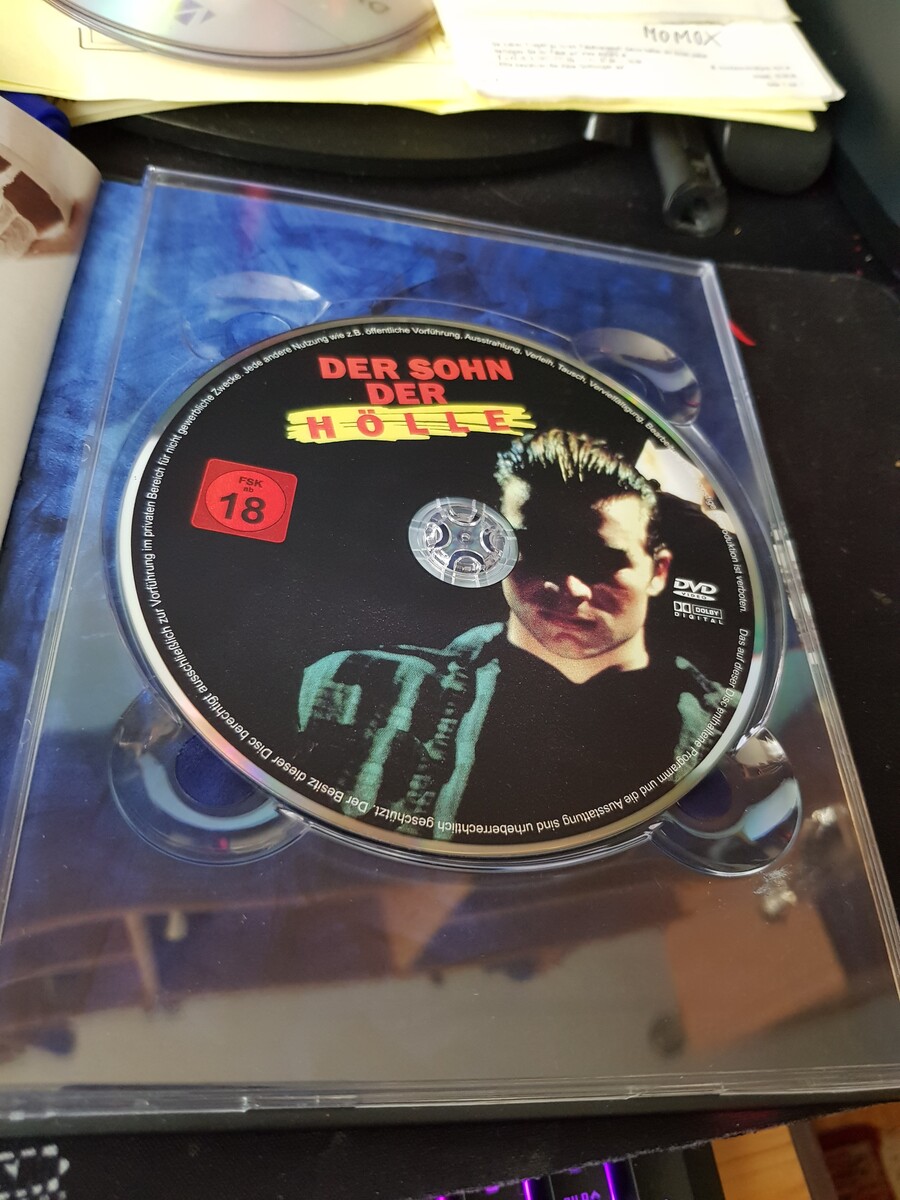 MOMOX
DER SOHN
DER
HÖLLE
FSK
ab
18
DVD
VIDEO
DOLBY
DIGITAL
Das auf dieser Disc enthaltene Programm und die Ausstattung sind urheberrechtlich geschützt. Der Besitz dieser Disc berechtigt ausschließlich zur Vorführung im privaten Bereich für nicht gewerbliche Zwecke. Jede andere Nutzung wie z.B. öffentliche Vorführung, Ausstrahlung, Verleih, Tausch, Vervielfältigung, ist verboten.